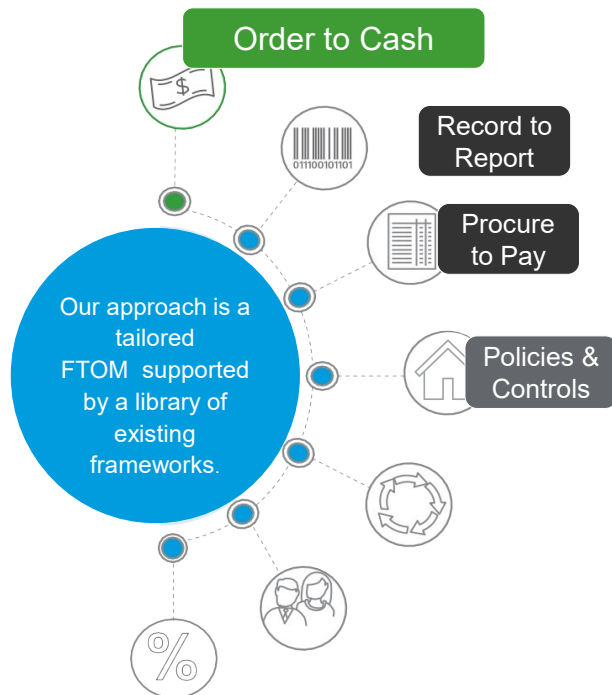 Order to Cash
$
011100101101
Record to
Report
Procure
to Pay
Our approach is a
tailored
FTOM supported
by a library of
existing
frameworks.
Policies &
Controls
%